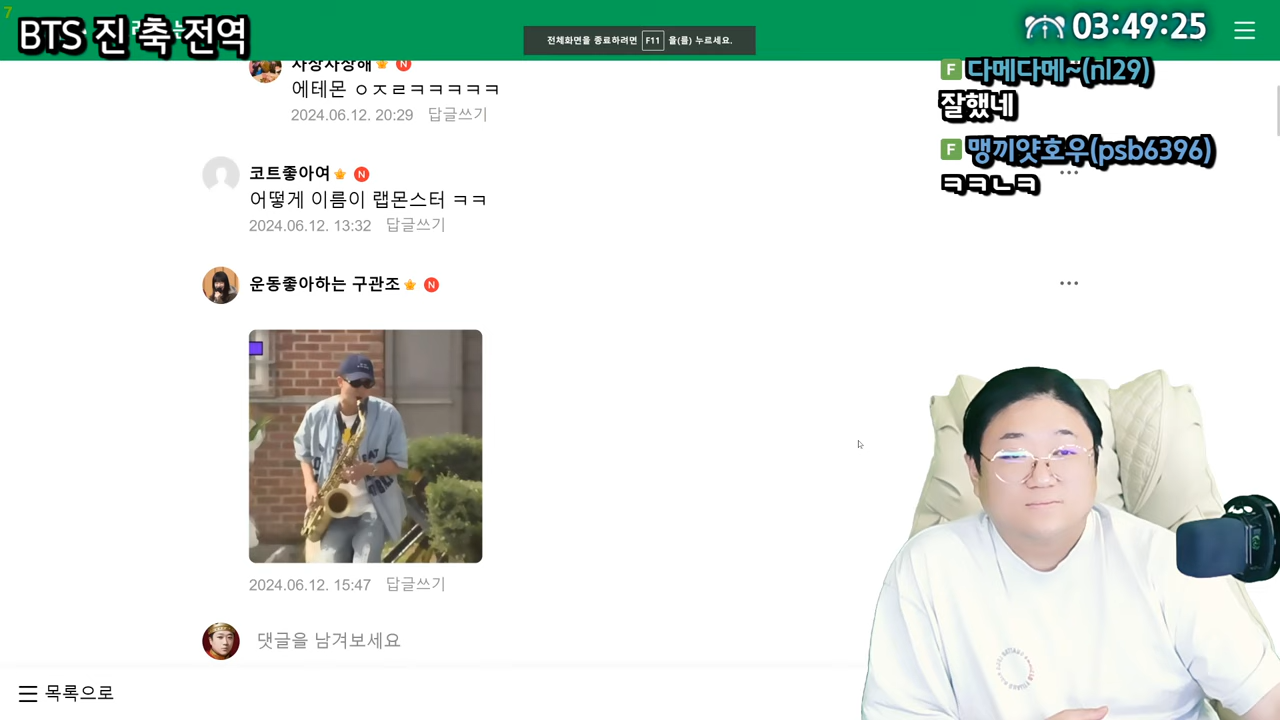 7
BTS 진 축 전역
전체화면을 종료하려면 F11 을(를) 누르세요.
03:49:25
사상사상해 N
에테몬 ㅇㅈㄹㅋㅋㅋㅋㅋ
2024.06.12. 20:29 답글쓰기
F 다메다메~(nl29)
잘했네
F 맹끼얏호우(psb6396)
ㅋㅋㄴㅋ
코트좋아여 N
어떻게 이름이 랩몬스터 ㅋㅋ
2024.06.12. 13:32 답글쓰기
운동좋아하는 구관조 N
2024.06.12. 15:47 답글쓰기
댓글을 남겨보세요
목록으로